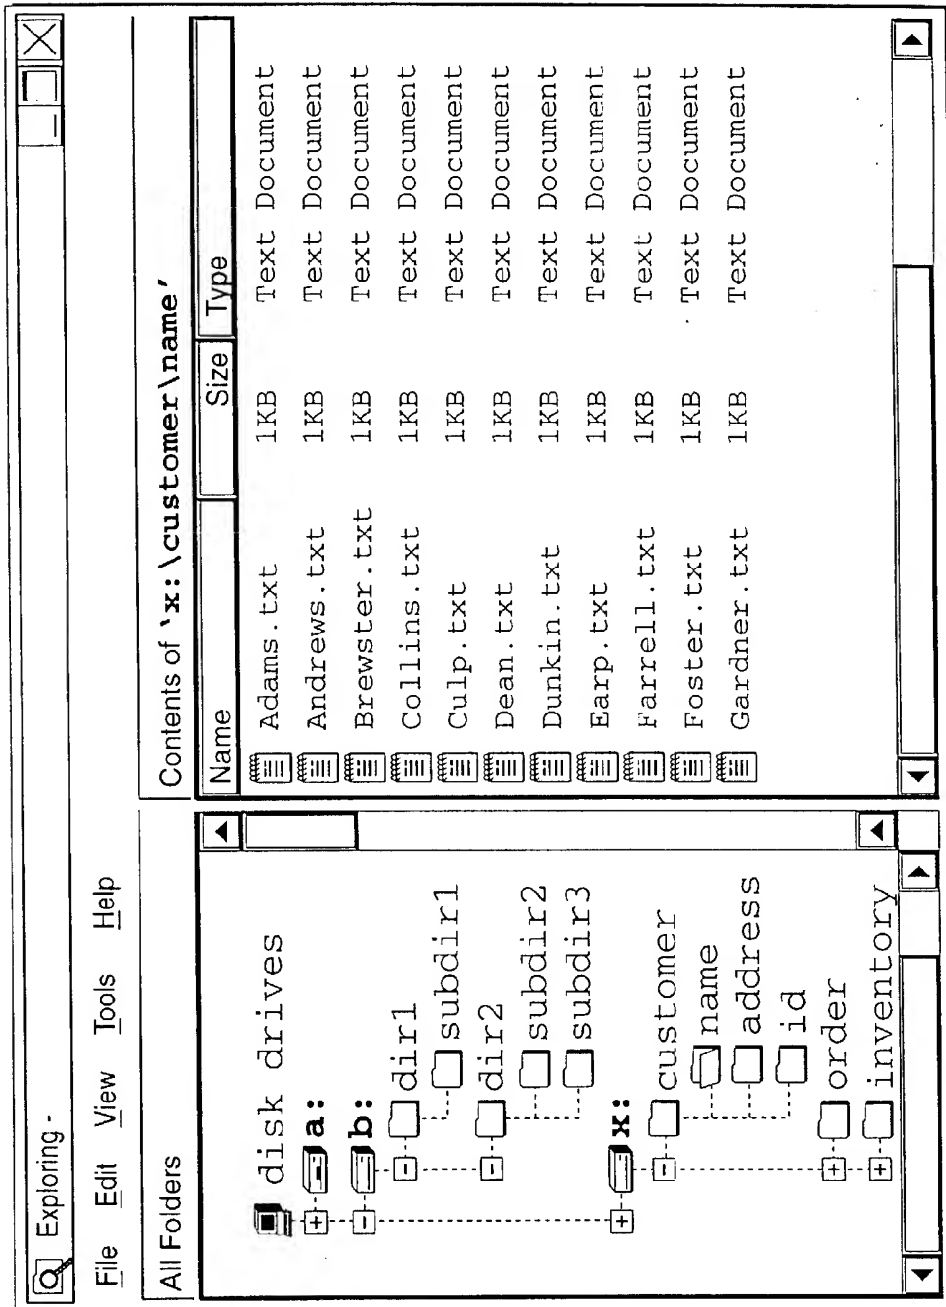 Exploring -
File Edit View Tools Help
All Folders
disk drives
a:
b:
dir1
subdir1
dir2
subdir2
subdir3
x:
customer
name
address
id
order
inventory
Contents of ‘x:\customer\name’
Name Size Type
Adams.txt 1KB Text Document
Andrews.txt 1KB Text Document
Brewster.txt 1KB Text Document
Collins.txt 1KB Text Document
Culp.txt 1KB Text Document
Dean.txt 1KB Text Document
Dunkin.txt 1KB Text Document
Earp.txt 1KB Text Document
Farrell.txt 1KB Text Document
Foster.txt 1KB Text Document
Gardner.txt 1KB Text Document